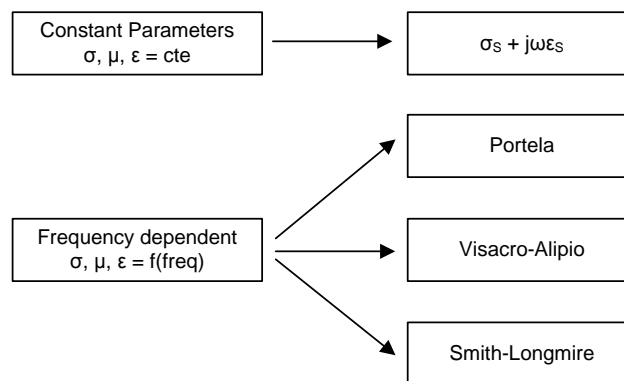 Constant Parameters
σ, μ, ε = cte
σS + jωεS
Portela
Frequency dependent
σ, μ, ε = f(freq)
Visacro-Alipio
Smith-Longmire